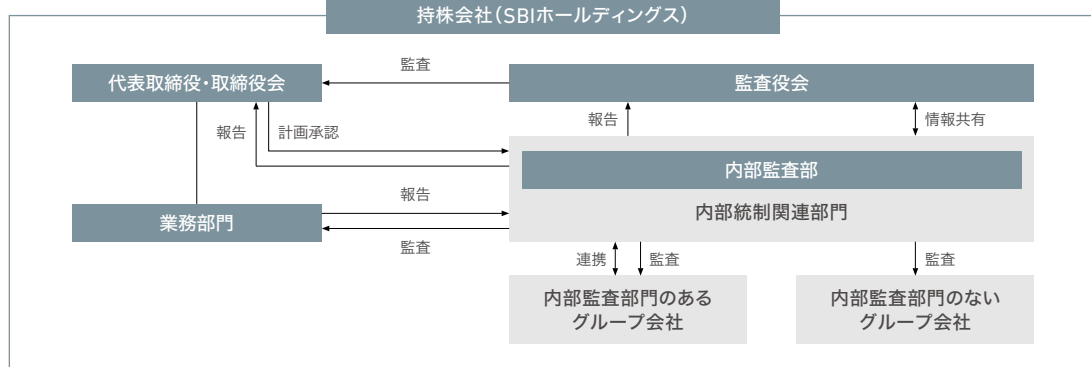 持株会社(SBIホールディングス)
監査
代表取締役・取締役会
監査役会
報告
計画承認
報告
情報共有
内部監査部
報告
内部統制関連部門
業務部門
監査
連携
監査
監査
内部監査部門のある
グループ会社
内部監査部門のない
グループ会社